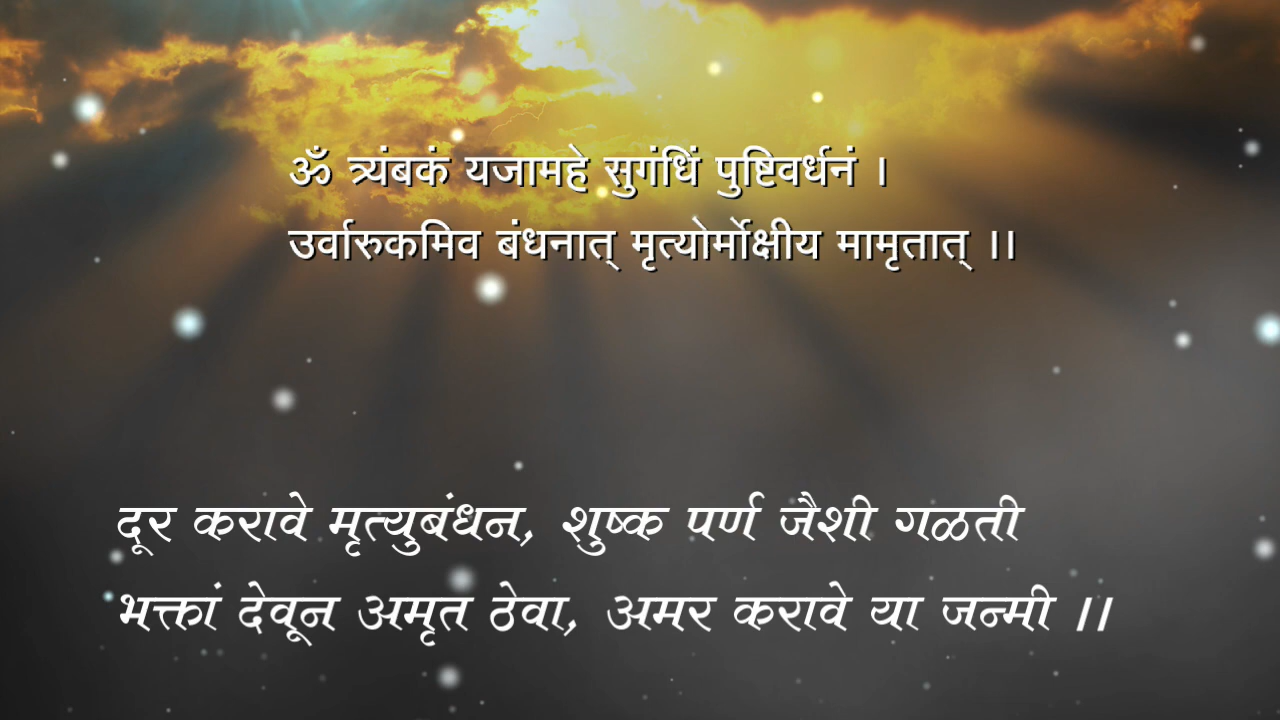 ॐ त्र्यंबकं यजामहे सुगंधिं पुष्टिवर्धनं ।
उर्वारुकमिव बंधनात् मृत्योर्मोक्षीय मामृतात् ।।
दूर करावे मृत्युबंधन, शुष्क पर्ण जैशी गळती
भक्तां देवून अमृत ठेवा, अमर करावे या जन्मी ।।